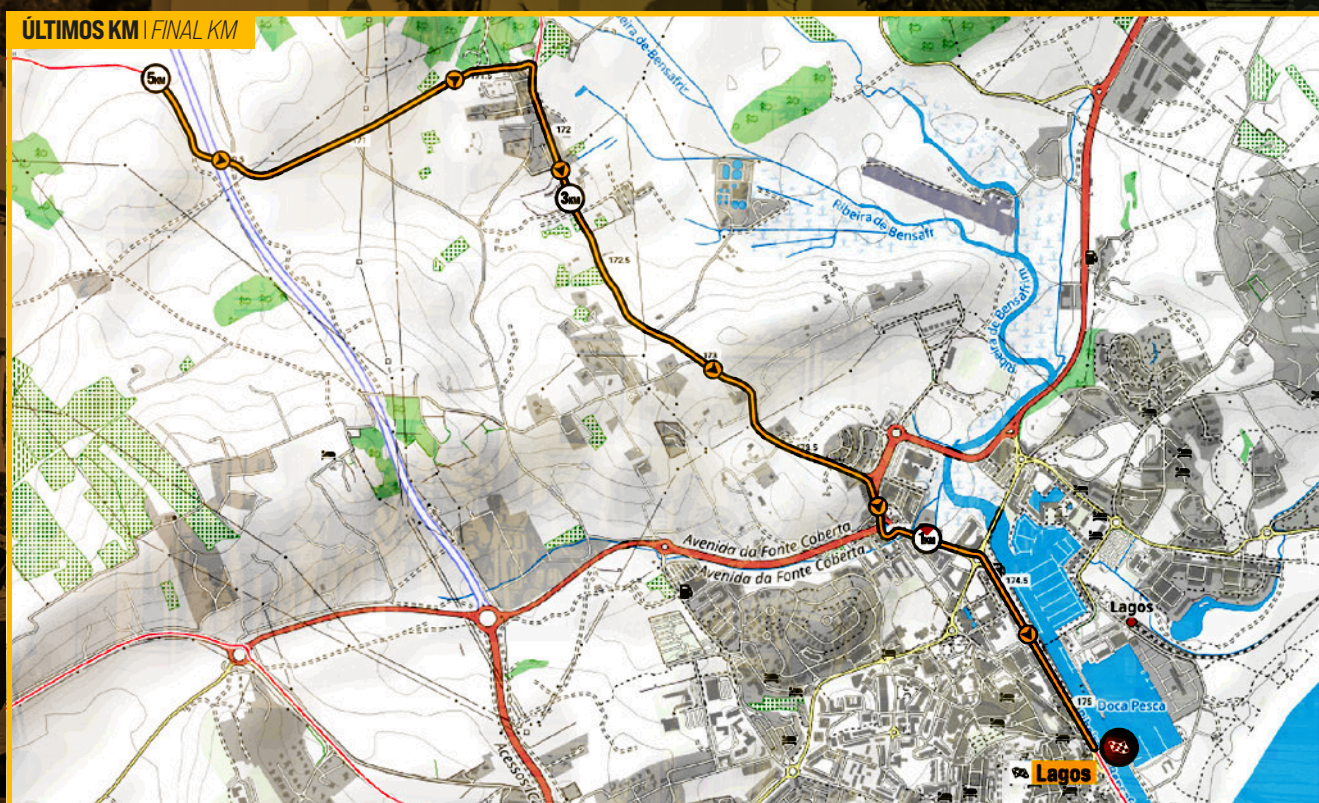 ÚLTIMOS KM | FINAL KM
5KM
Ribeira de Bensafrim
171
171.5
172
3KM
172.5
Ribeira de Bensafrim
Ribeira de Bensafrim
173
173.5
Avenida da Fonte Coberta
Avenida da Fonte Coberta
1KM
174.5
Lagos
175
Doca Pesca
Lagos